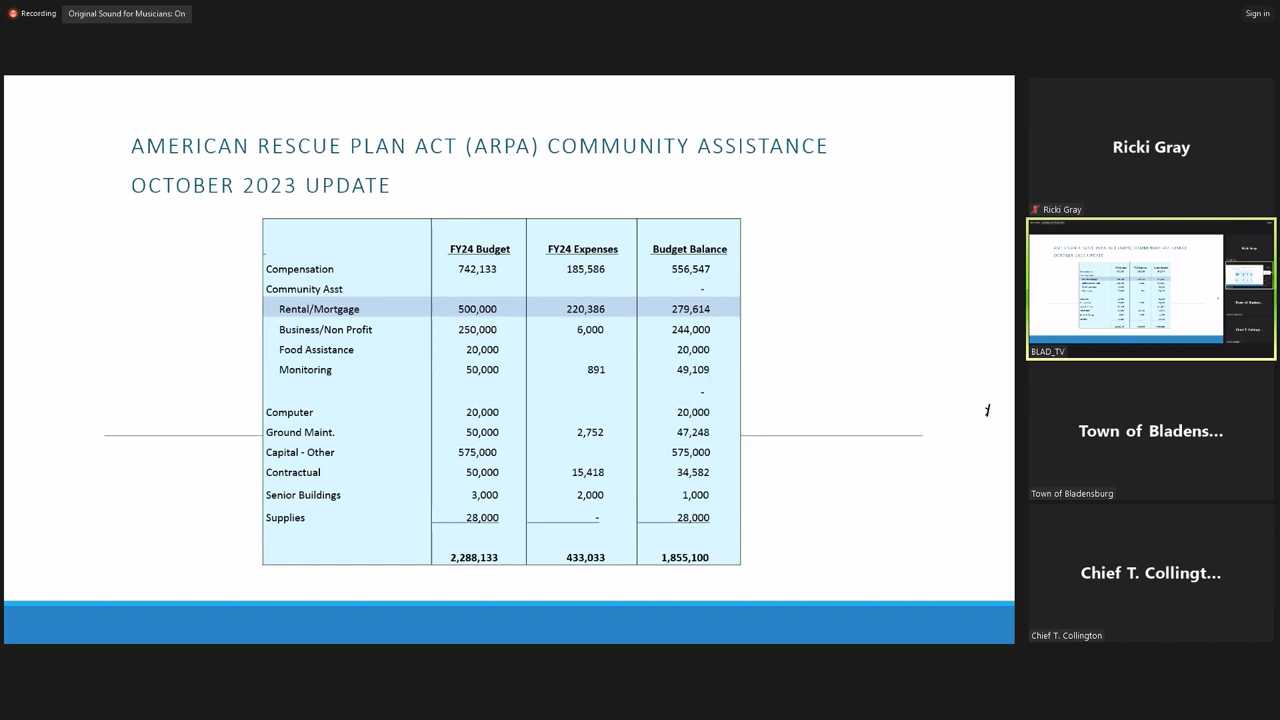 Recording Original Sound for Musicians: On Sign in
AMERICAN RESCUE PLAN ACT (ARPA) COMMUNITY ASSISTANCE
OCTOBER 2023 UPDATE
FY24 Budget FY24 Expenses Budget Balance
Compensation 742,133 185,586 556,547
Community Asst -
Rental/Mortgage 500,000 220,386 279,614
Business/Non Profit 250,000 6,000 244,000
Food Assistance 20,000 20,000
Monitoring 50,000 891 49,109
-
Computer 20,000 20,000
Ground Maint. 50,000 2,752 47,248
Capital - Other 575,000 575,000
Contractual 50,000 15,418 34,582
Senior Buildings 3,000 2,000 1,000
Supplies 28,000 - 28,000
2,288,133 433,033 1,855,100
Ricki Gray
Ricki Gray
BLAD_TV
Town of Bladens...
Town of Bladensburg
Chief T. Collingt...
Chief T. Collington